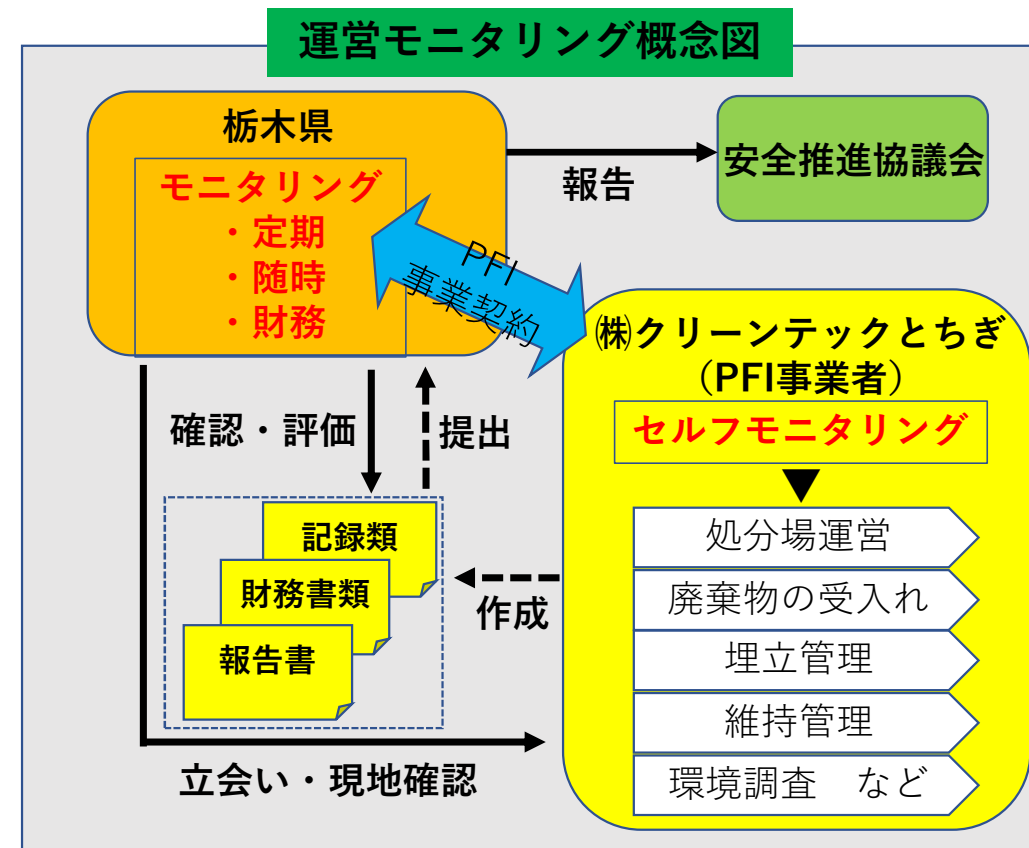 運営モニタリング概念図
栃木県
モニタリング
・定期
・随時
・財務
報告
安全推進協議会
PFI
事業契約
㈱クリーンテックとちぎ
(PFI事業者)
セルフモニタリング
▼
処分場運営
廃棄物の受入れ
埋立管理
維持管理
環境調査 など
確認・評価
提出
記録類
財務書類
報告書
作成
立会い・現地確認